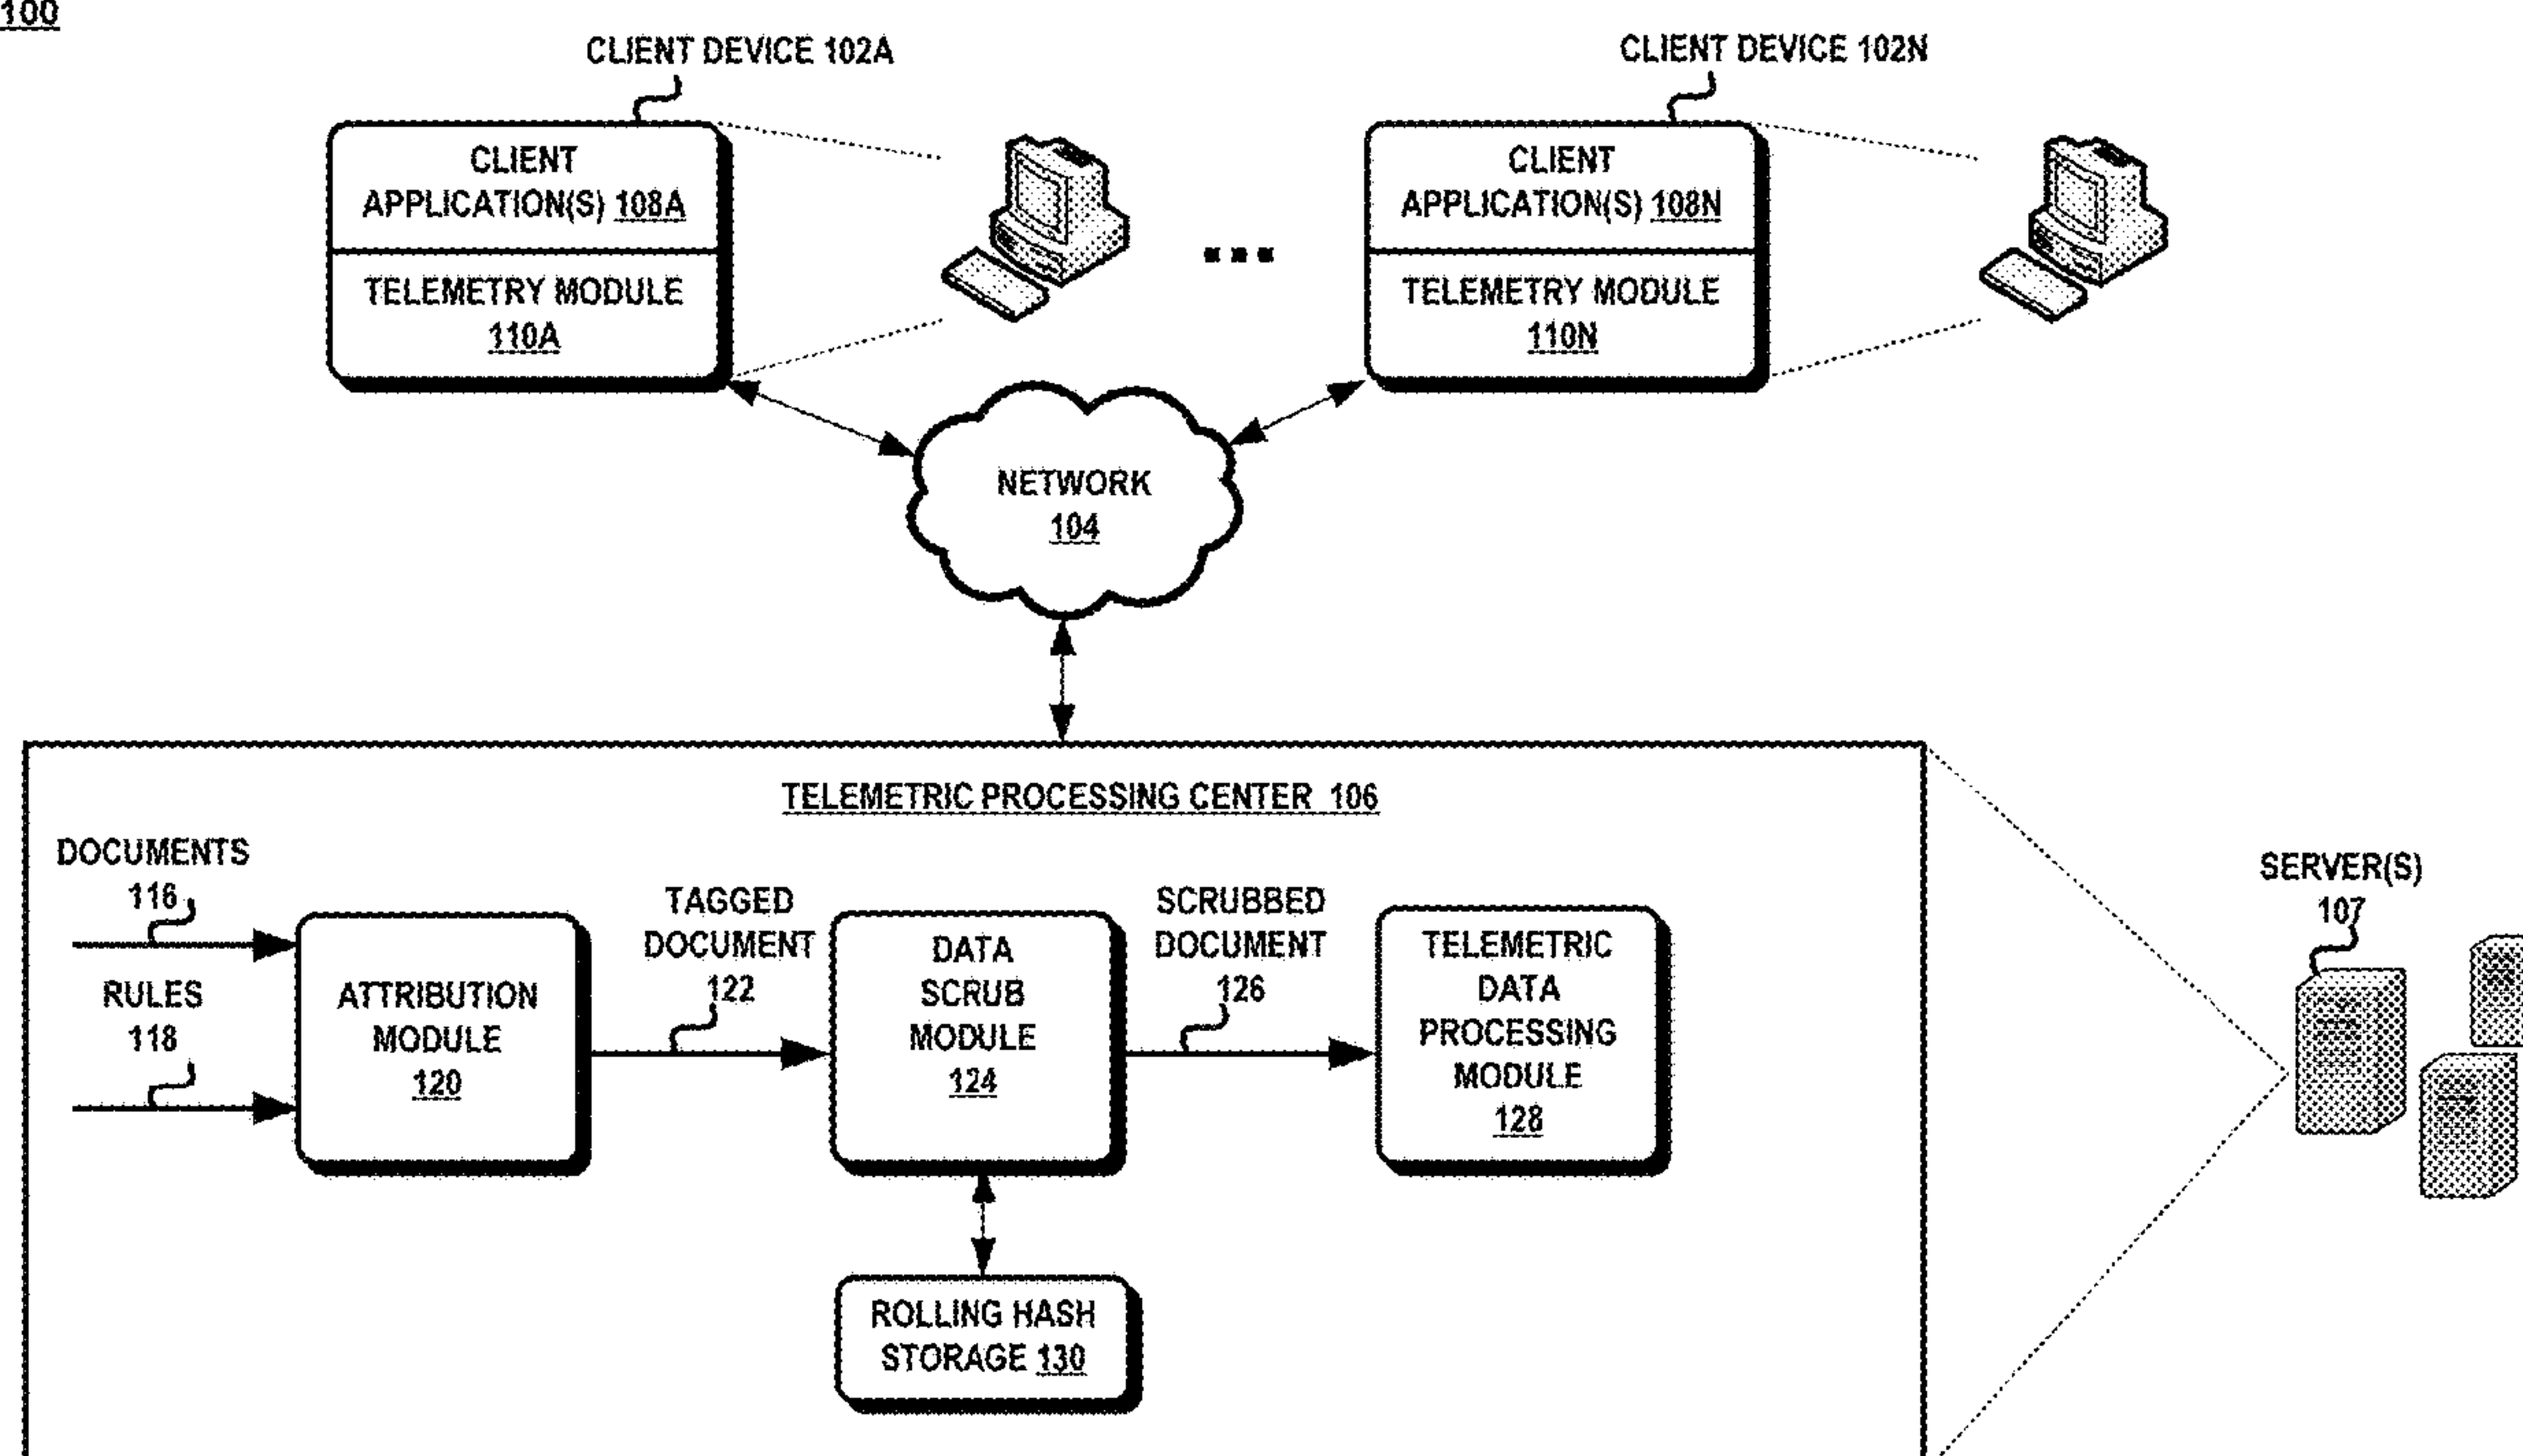 100
CLIENT DEVICE 102A
CLIENT DEVICE 102N
CLIENT
APPLICATION(S) 108A
TELEMETRY MODULE
110A
CLIENT
APPLICATION(S) 108N
TELEMETRY MODULE
110N
NETWORK
104
TELEMETRIC PROCESSING CENTER 106
DOCUMENTS
116
RULES
118
ATTRIBUTION
MODULE
120
TAGGED
DOCUMENT
122
DATA
SCRUB
MODULE
124
SCRUBBED
DOCUMENT
126
TELEMETRIC
DATA
PROCESSING
MODULE
128
ROLLING HASH
STORAGE 130
SERVER(S)
107